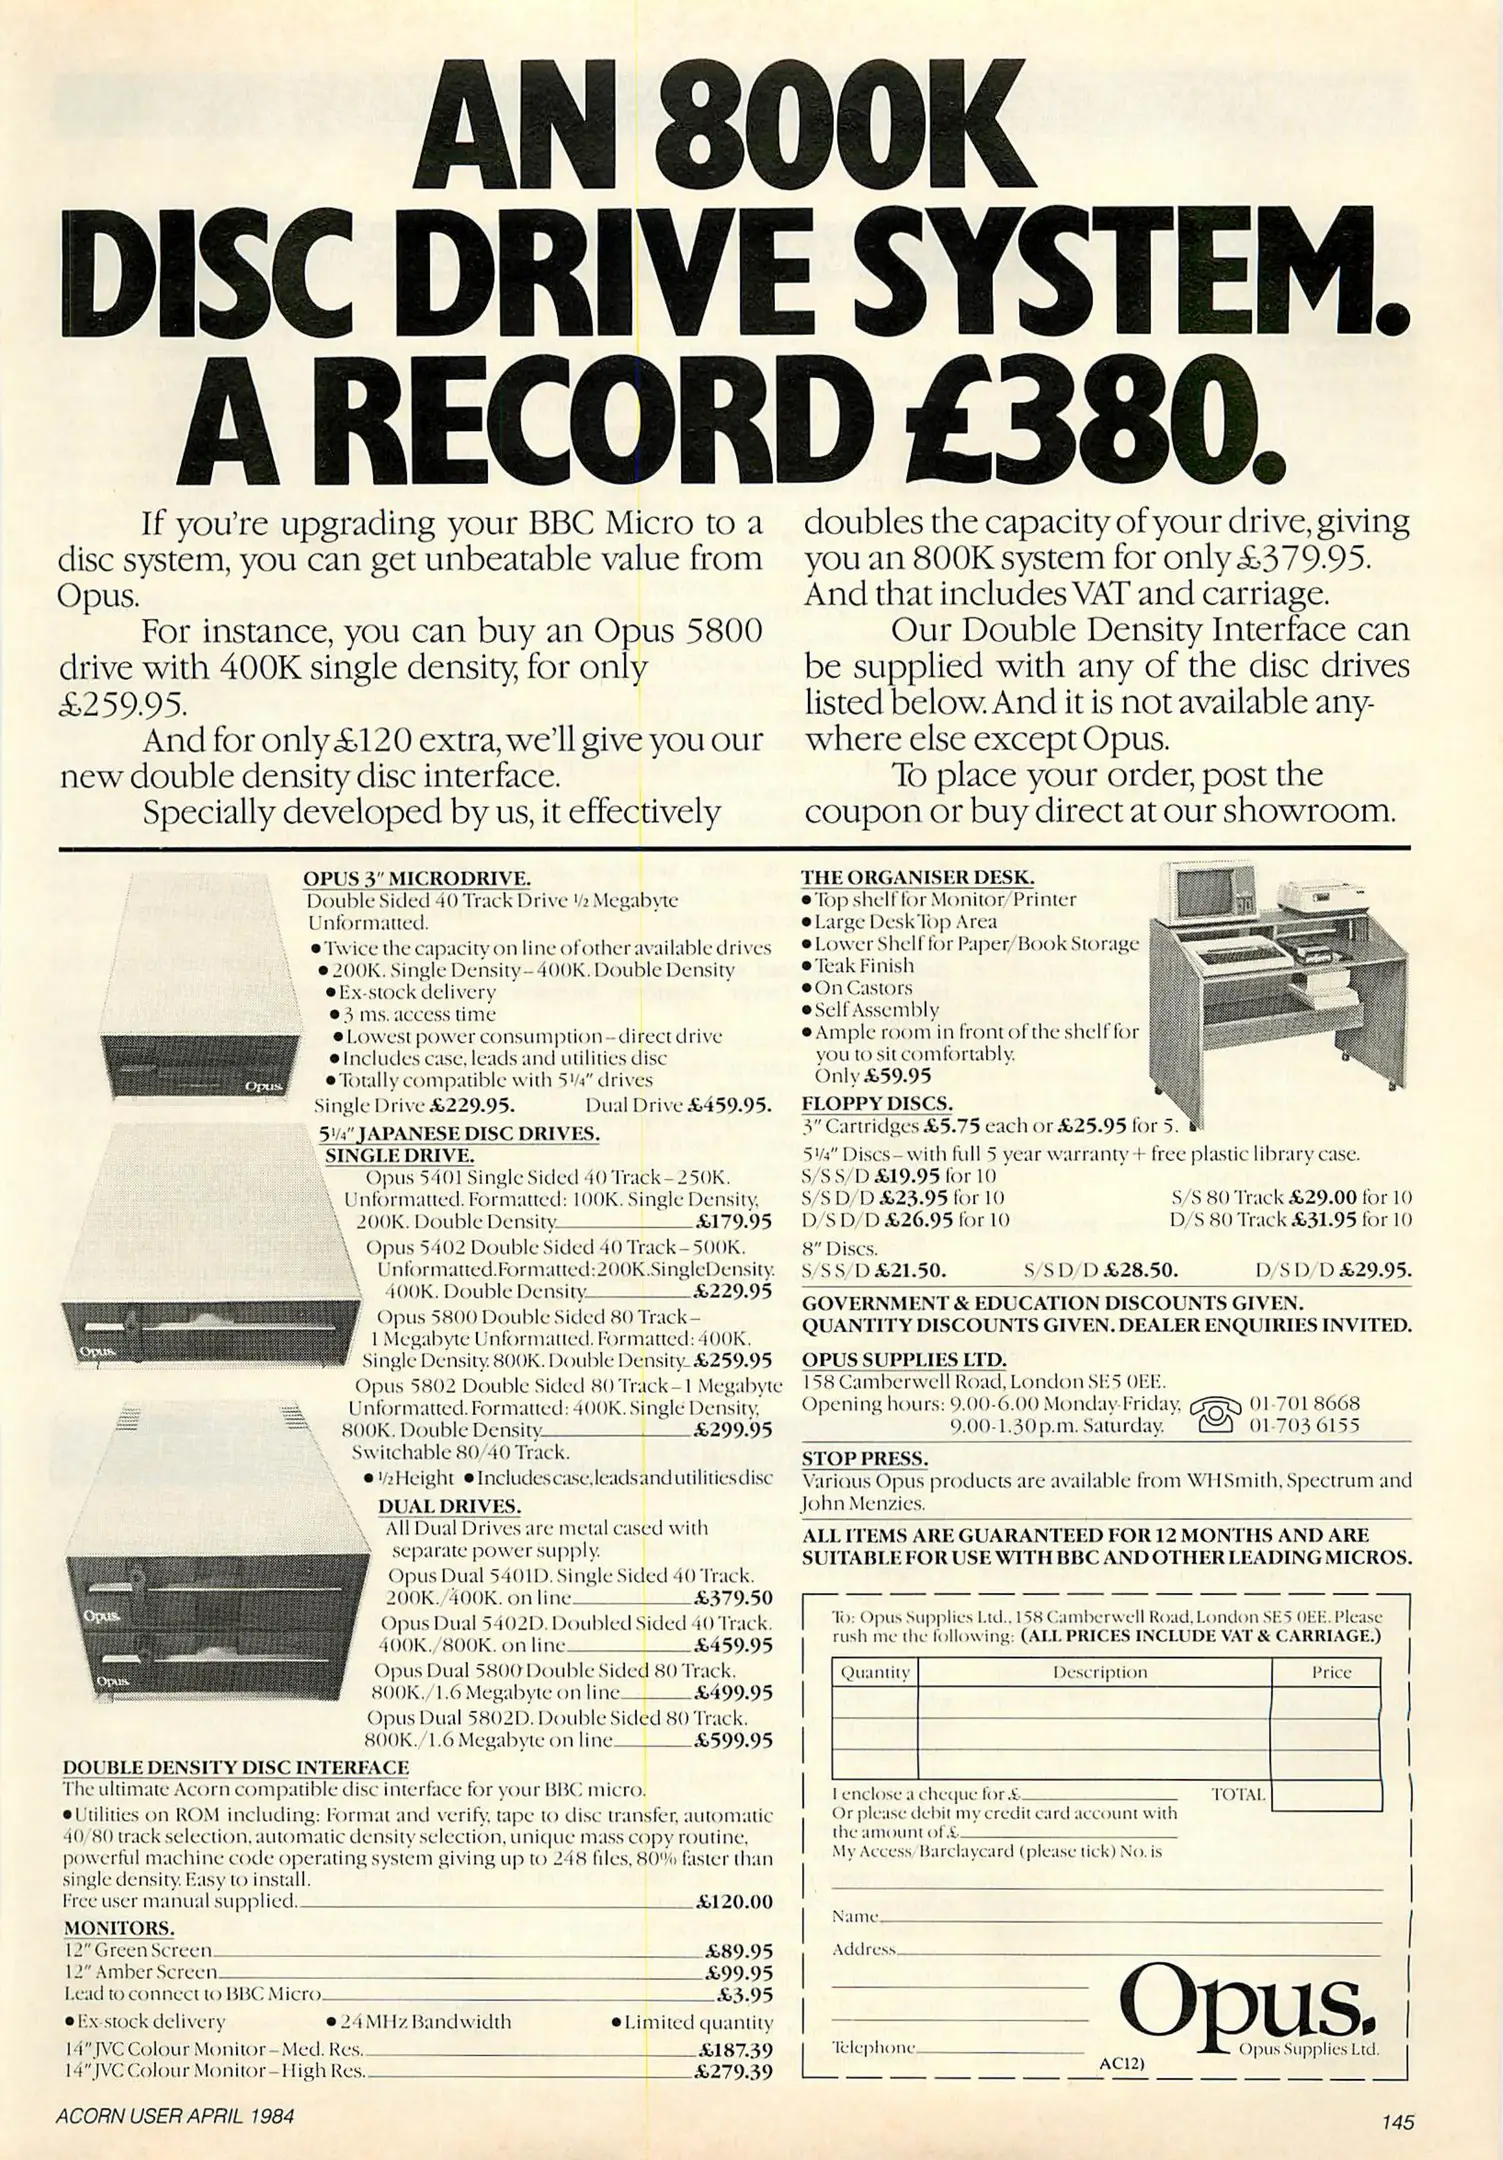 AN 800K
DISC DRIVE SYSTEM.
A RECORD £380.
If you're upgrading your BBC Micro to a
disc system, you can get unbeatable value from
Opus.
For instance, you can buy an Opus 5800
drive with 400K single density, for only
£259.95.
And for only £120 extra, we'll give you our
new double density disc interface.
Specially developed by us, it effectively
doubles the capacity of your drive, giving
you an 800K system for only £379.95.
And that includes VAT and carriage.
Our Double Density Interface can
be supplied with any of the disc drives
listed below. And it is not available any-
where else except Opus.
To place your order, post the
coupon or buy direct at our showroom.
OPUS 3" MICRODRIVE.
Double Sided 40 Track Drive ½ Megabyte
Unformatted.
• Twice the capacity on line of other available drives
• 200K. Single Density – 400K. Double Density
• Ex-stock delivery
• 3 ms. access time
• Lowest power consumption – direct drive
• Includes case, leads and utilities disc
• Totally compatible with 5¼" drives
Single Drive £229.95. Dual Drive £459.95.
Opus.
5¼" JAPANESE DISC DRIVES.
SINGLE DRIVE.
Opus 5401 Single Sided 40 Track – 250K.
Unformatted. Formatted: 100K. Single Density,
200K. Double Density £179.95
Opus 5402 Double Sided 40 Track – 500K.
Unformatted. Formatted: 200K. Single Density.
400K. Double Density £229.95
Opus 5800 Double Sided 80 Track –
1 Megabyte Unformatted. Formatted: 400K.
Single Density. 800K. Double Density £259.95
Opus 5802 Double Sided 80 Track – 1 Megabyte
Unformatted. Formatted: 400K. Single Density,
800K. Double Density £299.95
Switchable 80/40 Track.
• ½ Height • Includes case, leads and utilities disc
Opus.
DUAL DRIVES.
All Dual Drives are metal cased with
separate power supply.
Opus Dual 5401D. Single Sided 40 Track.
200K./400K. on line £379.50
Opus Dual 5402D. Doubled Sided 40 Track.
400K./800K. on line £459.95
Opus Dual 5800 Double Sided 80 Track.
800K./1.6 Megabyte on line £499.95
Opus Dual 5802D. Double Sided 80 Track.
800K./1.6 Megabyte on line £599.95
Opus.
Opus.
DOUBLE DENSITY DISC INTERFACE
The ultimate Acorn compatible disc interface for your BBC micro.
• Utilities on ROM including: Format and verify, tape to disc transfer, automatic
40/80 track selection, automatic density selection, unique mass copy routine,
powerful machine code operating system giving up to 248 files, 80% faster than
single density. Easy to install.
Free user manual supplied. £120.00
MONITORS.
12" Green Screen £89.95
12" Amber Screen £99.95
Lead to connect to BBC Micro £3.95
• Ex-stock delivery • 24 MHz Bandwidth • Limited quantity
14" JVC Colour Monitor – Med. Res. £187.39
14" JVC Colour Monitor – High Res. £279.39
THE ORGANISER DESK.
• Top shelf for Monitor/Printer
• Large Desk Top Area
• Lower Shelf for Paper/Book Storage
• Teak Finish
• On Castors
• Self Assembly
• Ample room in front of the shelf for
you to sit comfortably.
Only £59.95
FLOPPY DISCS.
3" Cartridges £5.75 each or £25.95 for 5.
5¼" Discs – with full 5 year warranty + free plastic library case.
S/S S/D £19.95 for 10
S/S D/D £23.95 for 10 S/S 80 Track £29.00 for 10
D/S D/D £26.95 for 10 D/S 80 Track £31.95 for 10
8" Discs.
S/S S/D £21.50. S/S D/D £28.50. D/S D/D £29.95.
GOVERNMENT & EDUCATION DISCOUNTS GIVEN.
QUANTITY DISCOUNTS GIVEN. DEALER ENQUIRIES INVITED.
OPUS SUPPLIES LTD.
158 Camberwell Road, London SE5 0EE.
Opening hours: 9.00-6.00 Monday-Friday, 01-701 8668
9.00-1.30 p.m. Saturday. 01-703 6155
STOP PRESS.
Various Opus products are available from WHSmith, Spectrum and
John Menzies.
ALL ITEMS ARE GUARANTEED FOR 12 MONTHS AND ARE
SUITABLE FOR USE WITH BBC AND OTHER LEADING MICROS.
To: Opus Supplies Ltd., 158 Camberwell Road, London SE5 0EE. Please
rush me the following: (ALL PRICES INCLUDE VAT & CARRIAGE.)
Quantity Description Price
I enclose a cheque for £ TOTAL
Or please debit my credit card account with
the amount of £
My Access/Barclaycard (please tick) No. is
Name
Address
Telephone
Opus.
Opus Supplies Ltd.
AC12)
ACORN USER APRIL 1984
145